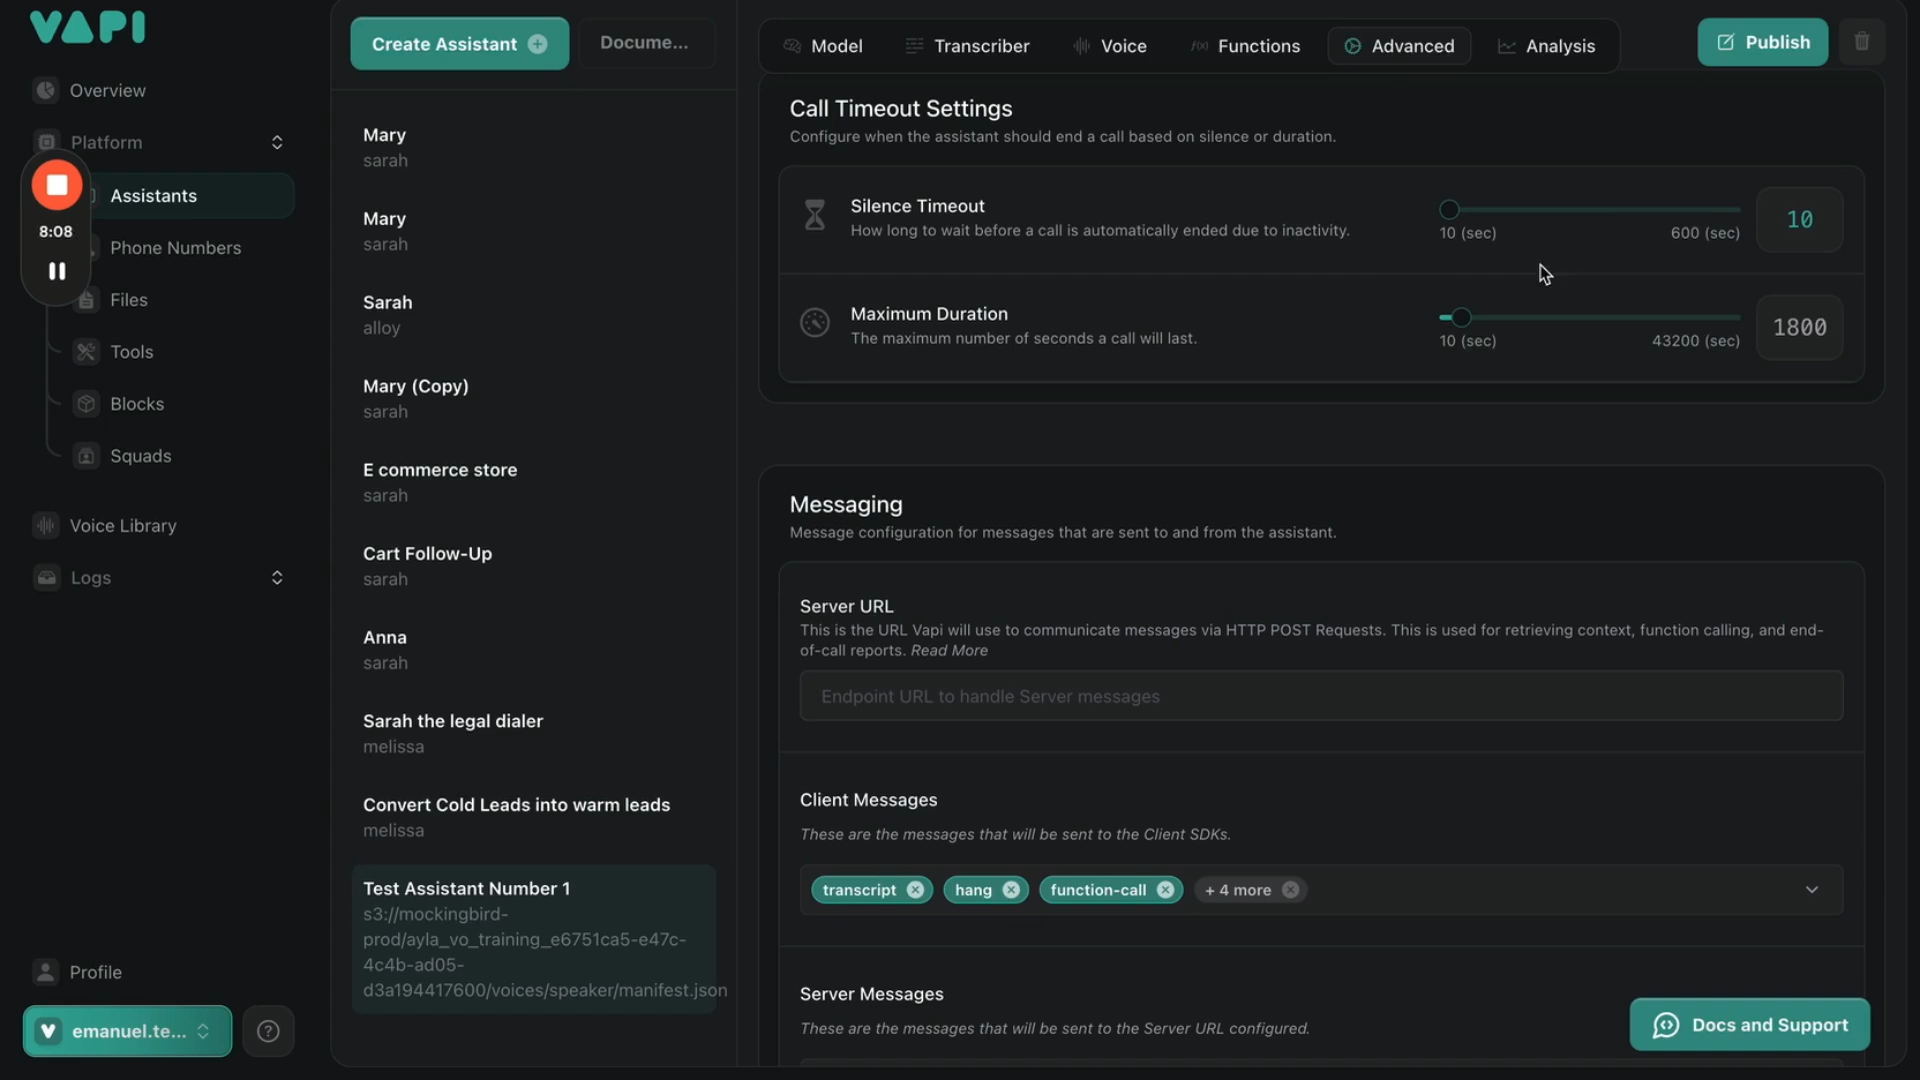 VAPI
Overview
Platform
Assistants
8:08
Phone Numbers
Files
Tools
Blocks
Squads
Voice Library
Logs
Profile
emanuel.te...
Create Assistant
Docume...
Mary
sarah
Mary
sarah
Sarah
alloy
Mary (Copy)
sarah
E commerce store
sarah
Cart Follow-Up
sarah
Anna
sarah
Sarah the legal dialer
melissa
Convert Cold Leads into warm leads
melissa
Test Assistant Number 1
s3://mockingbird-
prod/ayla_vo_training_e6751ca5-e47c-
4c4b-ad05-
d3a194417600/voices/speaker/manifest.json
Model
Transcriber
Voice
Functions
Advanced
Analysis
Publish
Call Timeout Settings
Configure when the assistant should end a call based on silence or duration.
Silence Timeout
How long to wait before a call is automatically ended due to inactivity.
10 (sec)
600 (sec)
10
Maximum Duration
The maximum number of seconds a call will last.
10 (sec)
43200 (sec)
1800
Messaging
Message configuration for messages that are sent to and from the assistant.
Server URL
This is the URL Vapi will use to communicate messages via HTTP POST Requests. This is used for retrieving context, function calling, and end-
of-call reports. Read More
Endpoint URL to handle Server messages
Client Messages
These are the messages that will be sent to the Client SDKs.
transcript
hang
function-call
+ 4 more
Server Messages
These are the messages that will be sent to the Server URL configured.
Docs and Support